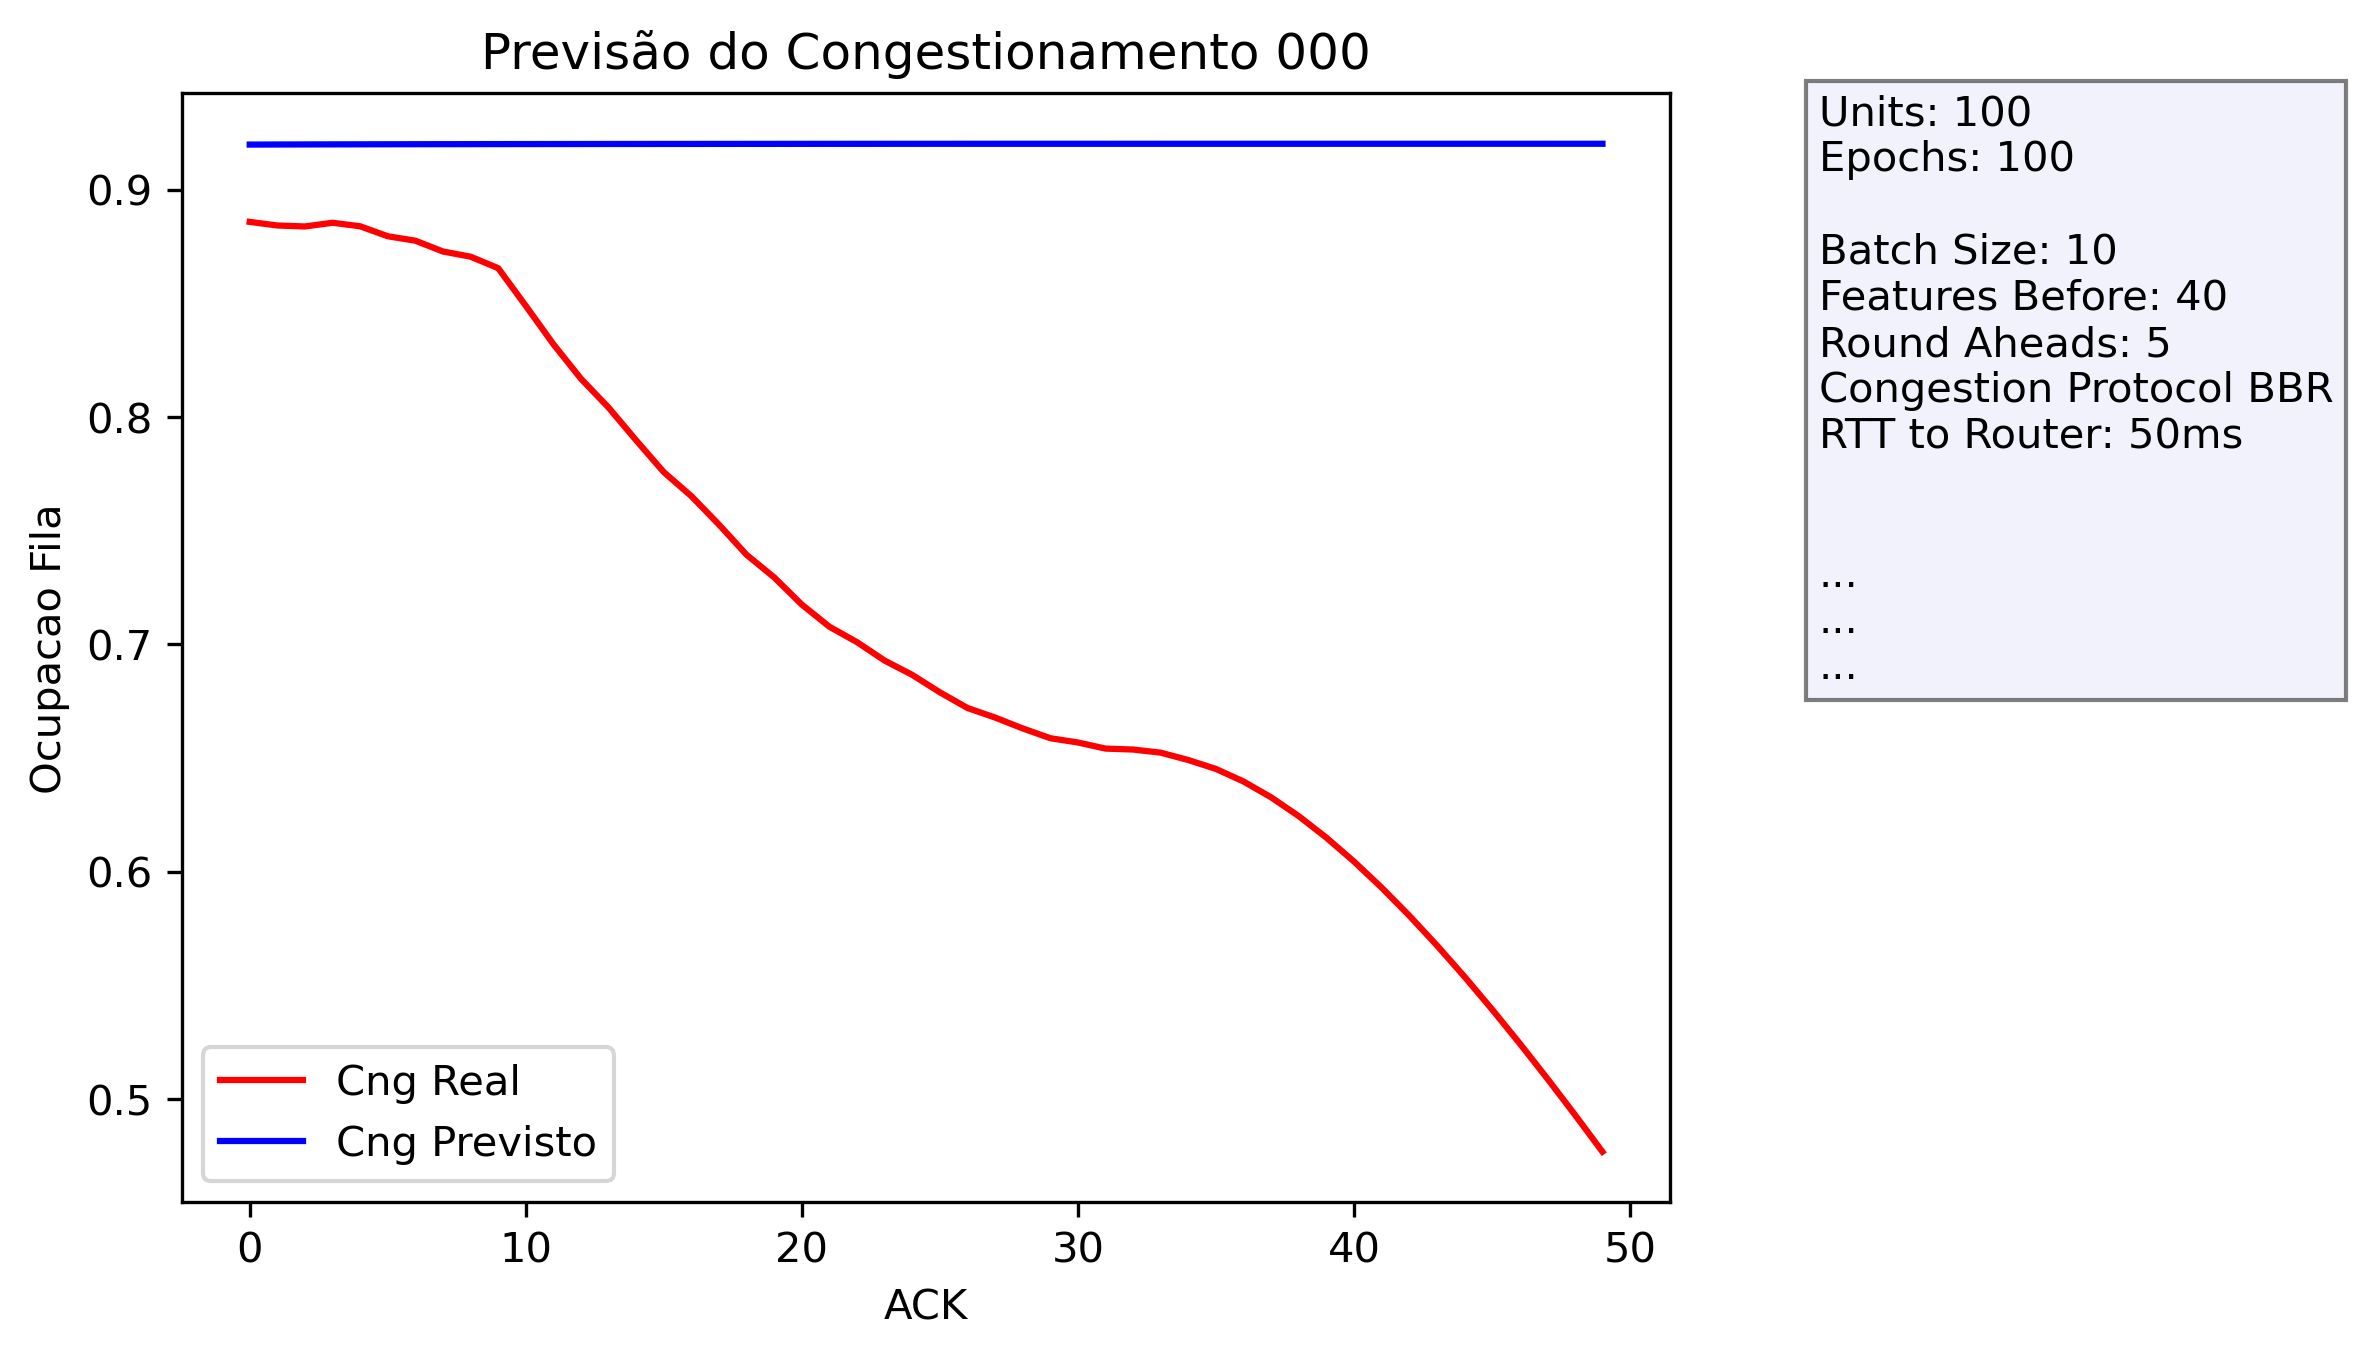 Previsão do Congestionamento 000
Ocupacao Fila
0.9
0.8
0.7
0.6
0.5
0
10
20
30
40
50
ACK
Cng Real
Cng Previsto
Units: 100
Epochs: 100
Batch Size: 10
Features Before: 40
Round Aheads: 5
Congestion Protocol BBR
RTT to Router: 50ms
...
...
...